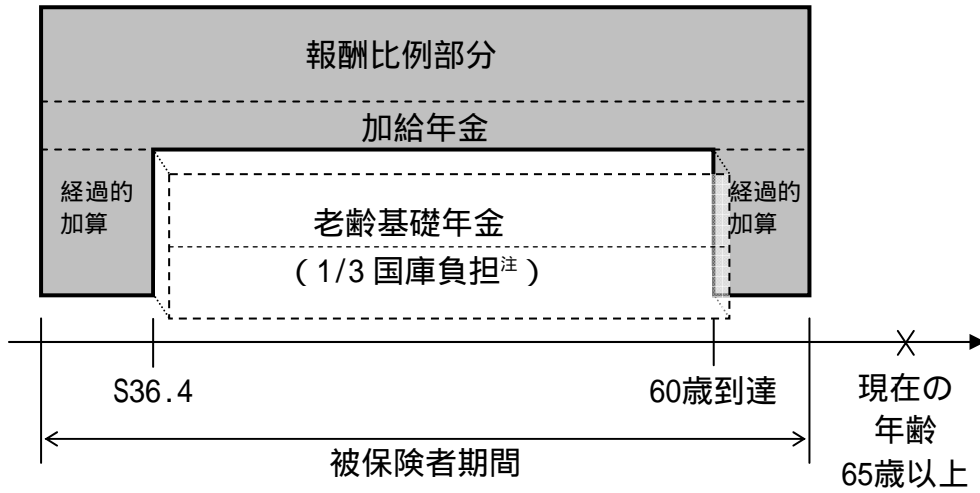 報酬比例部分
加給年金
経過的
加算
老齢基礎年金
（1/3 国庫負担注）
経過的
加算
S36.4
60歳到達
現在の
年齢
65歳以上
被保険者期間